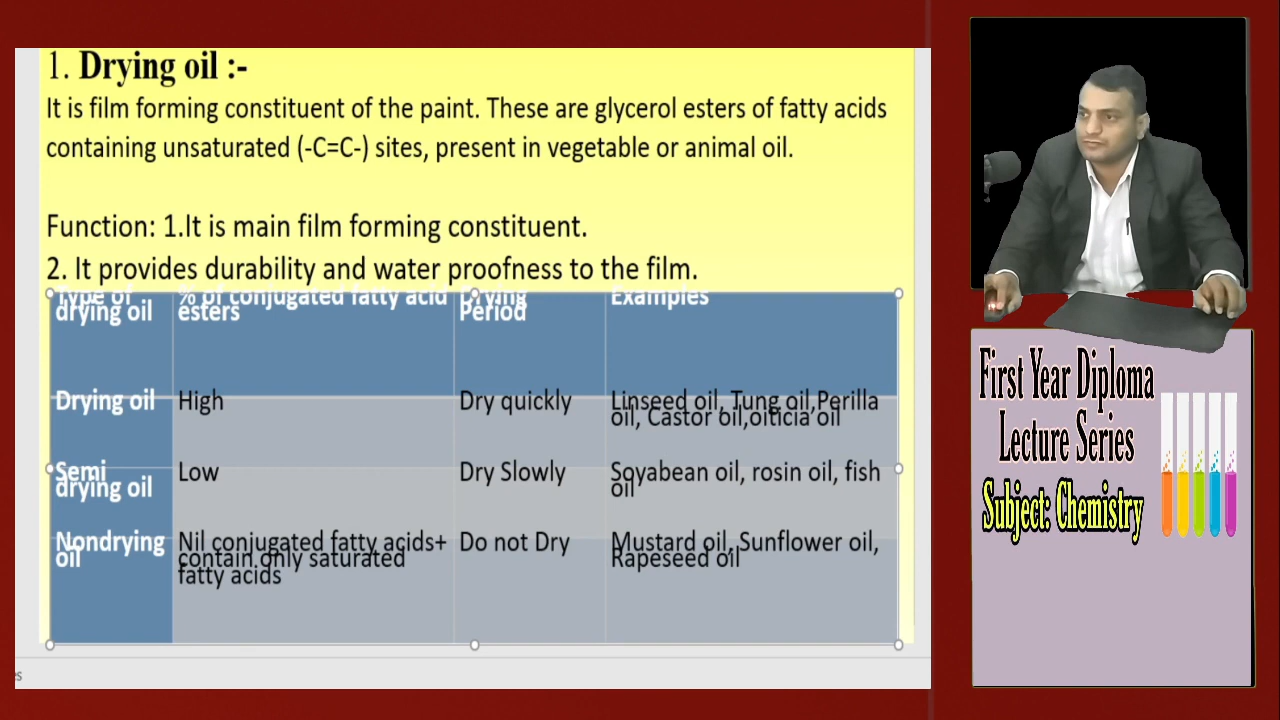 1. Drying oil :-
It is film forming constituent of the paint. These are glycerol esters of fatty acids
containing unsaturated (-C=C-) sites, present in vegetable or animal oil.
Function: 1.It is main film forming constituent.
2. It provides durability and water proofness to the film.
Type of drying oil
% of conjugated fatty acid esters
Drying Period
Examples
Drying oil
High
Dry quickly
Linseed oil, Tung oil,Perilla
oil, Castor oil,oiticia oil
Semi
drying oil
Low
Dry Slowly
Soyabean oil, rosin oil, fish
oil
Nondrying
oil
Nil conjugated fatty acids+
contain only saturated
fatty acids
Do not Dry
Mustard oil, Sunflower oil,
Rapeseed oil
es
First Year Diploma
Lecture Series
Subject: Chemistry